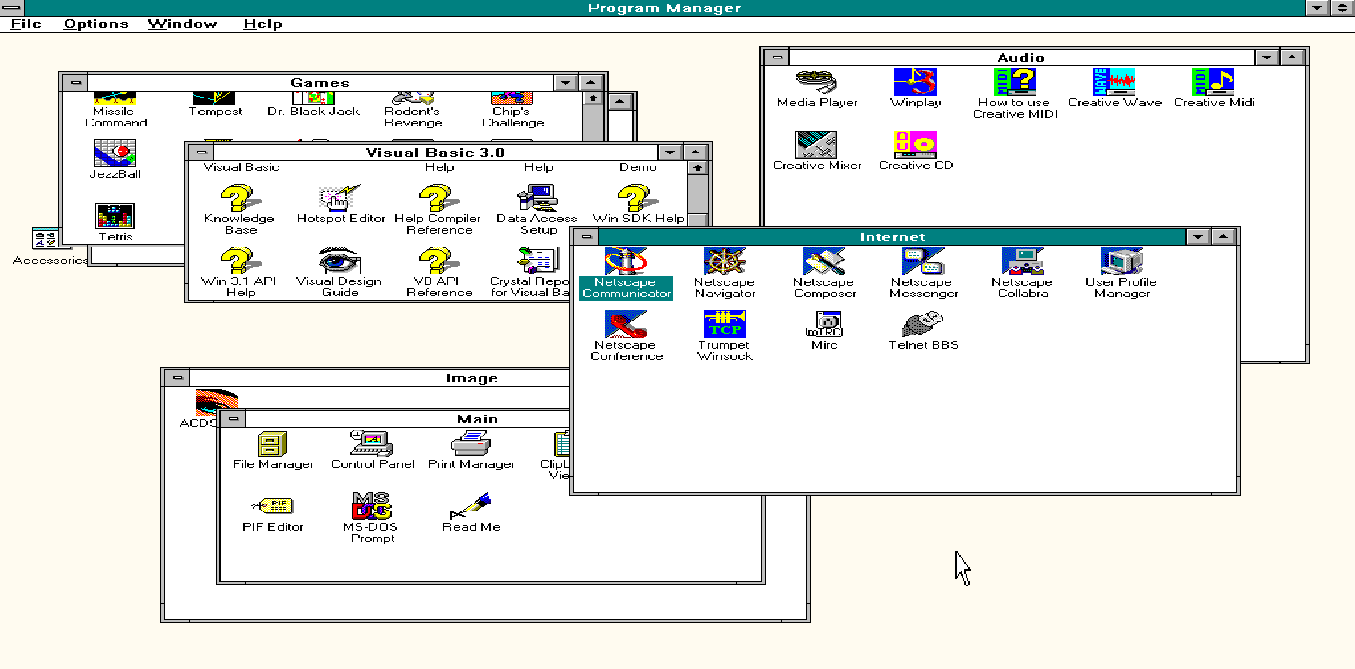 Program Manager
File Options Window Help
Games
Missile Command
Tempest
Dr. Black Jack
Rodent's Revenge
Chip's Challenge
JezzBall
Tetris
Accessories
Visual Basic 3.0
Visual Basic
Help
Help
Demo
Knowledge Base
Hotspot Editor
Help Compiler Reference
Data Access Setup
Win SDK Help
Win 3.1 API Help
Visual Design Guide
VB API Reference
Crystal Repo
for Visual Ba
Audio
Media Player
Winplay
How to use Creative MIDI
Creative Wave
Creative Midi
Creative Mixer
Creative CD
Internet
Netscape Communicator
Netscape Navigator
Netscape Composer
Netscape Messenger
Netscape Collabra
User Profile Manager
Netscape Conference
TCP
Trumpet Winsock
Mirc
Telnet BBS
Image
ACDS
Main
File Manager
Control Panel
Print Manager
PIF
PIF Editor
MS DOS
MS-DOS Prompt
Read Me